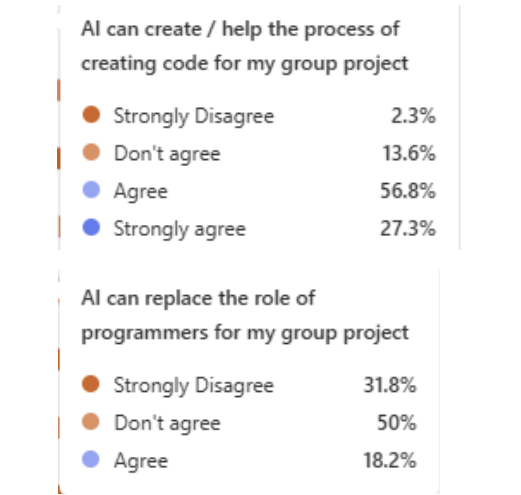 AI can create / help the process of
creating code for my group project
Strongly Disagree 2.3%
Don't agree 13.6%
Agree 56.8%
Strongly agree 27.3%
AI can replace the role of
programmers for my group project
Strongly Disagree 31.8%
Don't agree 50%
Agree 18.2%